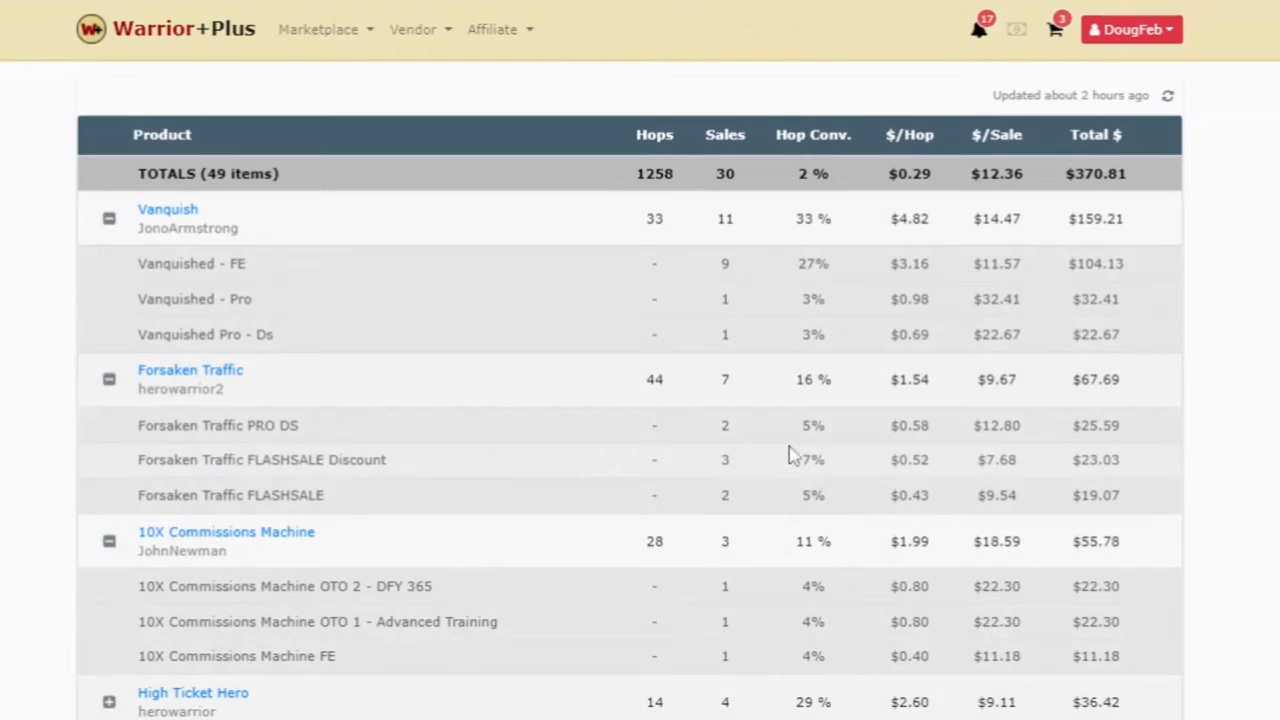 Warrior+Plus Marketplace Vendor Affiliate 17 3 DougFeb
Updated about 2 hours ago
Product Hops Sales Hop Conv. $/Hop $/Sale Total $
TOTALS (49 items) 1258 30 2 % $0.29 $12.36 $370.81
Vanquish 33 11 33 % $4.82 $14.47 $159.21
JonoArmstrong
Vanquished - FE - 9 27% $3.16 $11.57 $104.13
Vanquished - Pro - 1 3% $0.98 $32.41 $32.41
Vanquished Pro - Ds - 1 3% $0.69 $22.67 $22.67
Forsaken Traffic 44 7 16 % $1.54 $9.67 $67.69
herowarrior2
Forsaken Traffic PRO DS - 2 5% $0.58 $12.80 $25.59
Forsaken Traffic FLASHSALE Discount - 3 7% $0.52 $7.68 $23.03
Forsaken Traffic FLASHSALE - 2 5% $0.43 $9.54 $19.07
10X Commissions Machine 28 3 11 % $1.99 $18.59 $55.78
JohnNewman
10X Commissions Machine OTO 2 - DFY 365 - 1 4% $0.80 $22.30 $22.30
10X Commissions Machine OTO 1 - Advanced Training - 1 4% $0.80 $22.30 $22.30
10X Commissions Machine FE - 1 4% $0.40 $11.18 $11.18
High Ticket Hero 14 4 29 % $2.60 $9.11 $36.42
herowarrior